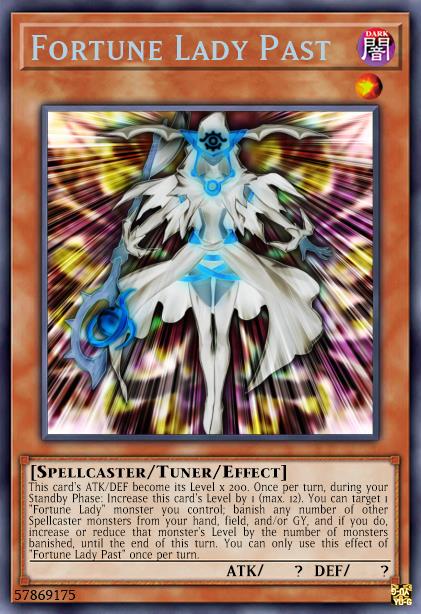 FORTUNE LADY PAST
DARK
闇
[SPELLCASTER/TUNER/EFFECT]
This card's ATK/DEF become its Level x 200. Once per turn, during your
Standby Phase: Increase this card's Level by 1 (max. 12). You can target 1
"Fortune Lady" monster you control; banish any number of other
Spellcaster monsters from your hand, field, and/or GY, and if you do,
increase or reduce that monster's Level by the number of monsters
banished, until the end of this turn. You can only use this effect of
"Fortune Lady Past" once per turn.
ATK/ ? DEF/ ?
57869175